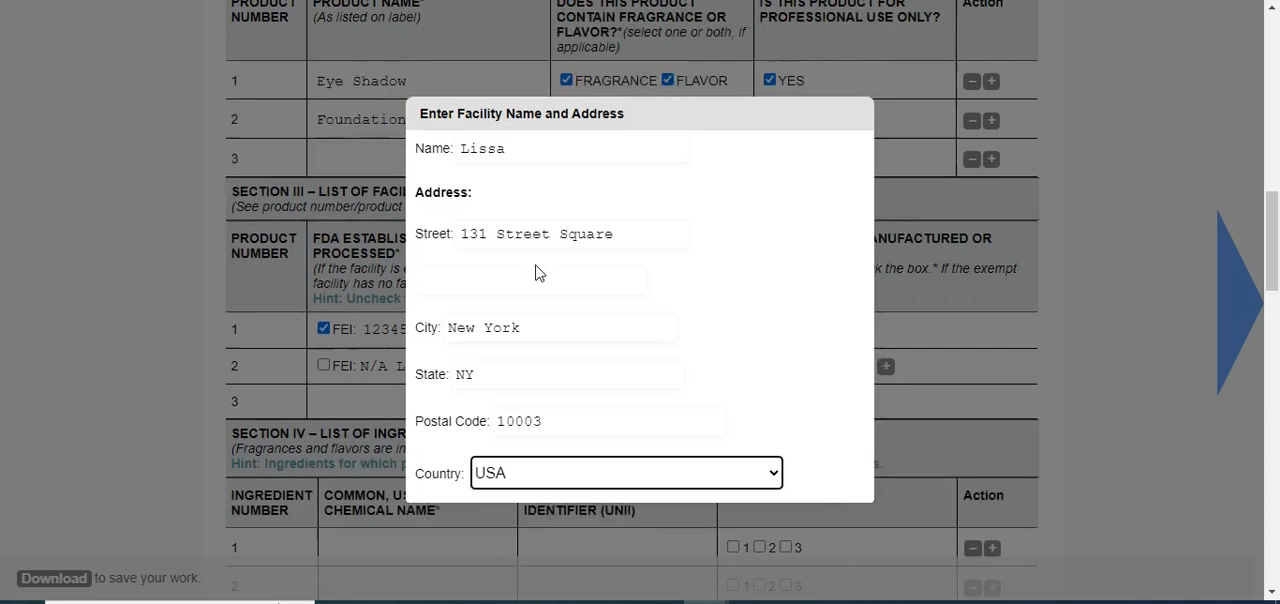 PRODUCT NUMBER
PRODUCT NAME*
(As listed on label)
DOES THIS PRODUCT
CONTAIN FRAGRANCE OR
FLAVOR?*(select one or both, if
applicable)
IS THIS PRODUCT FOR
PROFESSIONAL USE ONLY?
Action
1 Eye Shadow FRAGRANCE FLAVOR YES
2 Foundation
3
Enter Facility Name and Address
Name: Lissa
Address:
Street: 131 Street Square
City: New York
State: NY
Postal Code: 10003
Country: USA
SECTION III – LIST OF FACIL
(See product number/product
PRODUCT
NUMBER
FDA ESTABLIS
PROCESSED*
(If the facility is e
facility has no fa
Hint: Uncheck
ANUFACTURED OR
k the box.* If the exempt
1 FEI: 12345
2 FEI: N/A L
3
SECTION IV – LIST OF INGR
(Fragrances and flavors are in
Hint: Ingredients for which p
s.
INGREDIENT
NUMBER
COMMON, US
CHEMICAL NAME*
IDENTIFIER (UNII)
Action
1 1 2 3
2 1 2 3
Download to save your work.